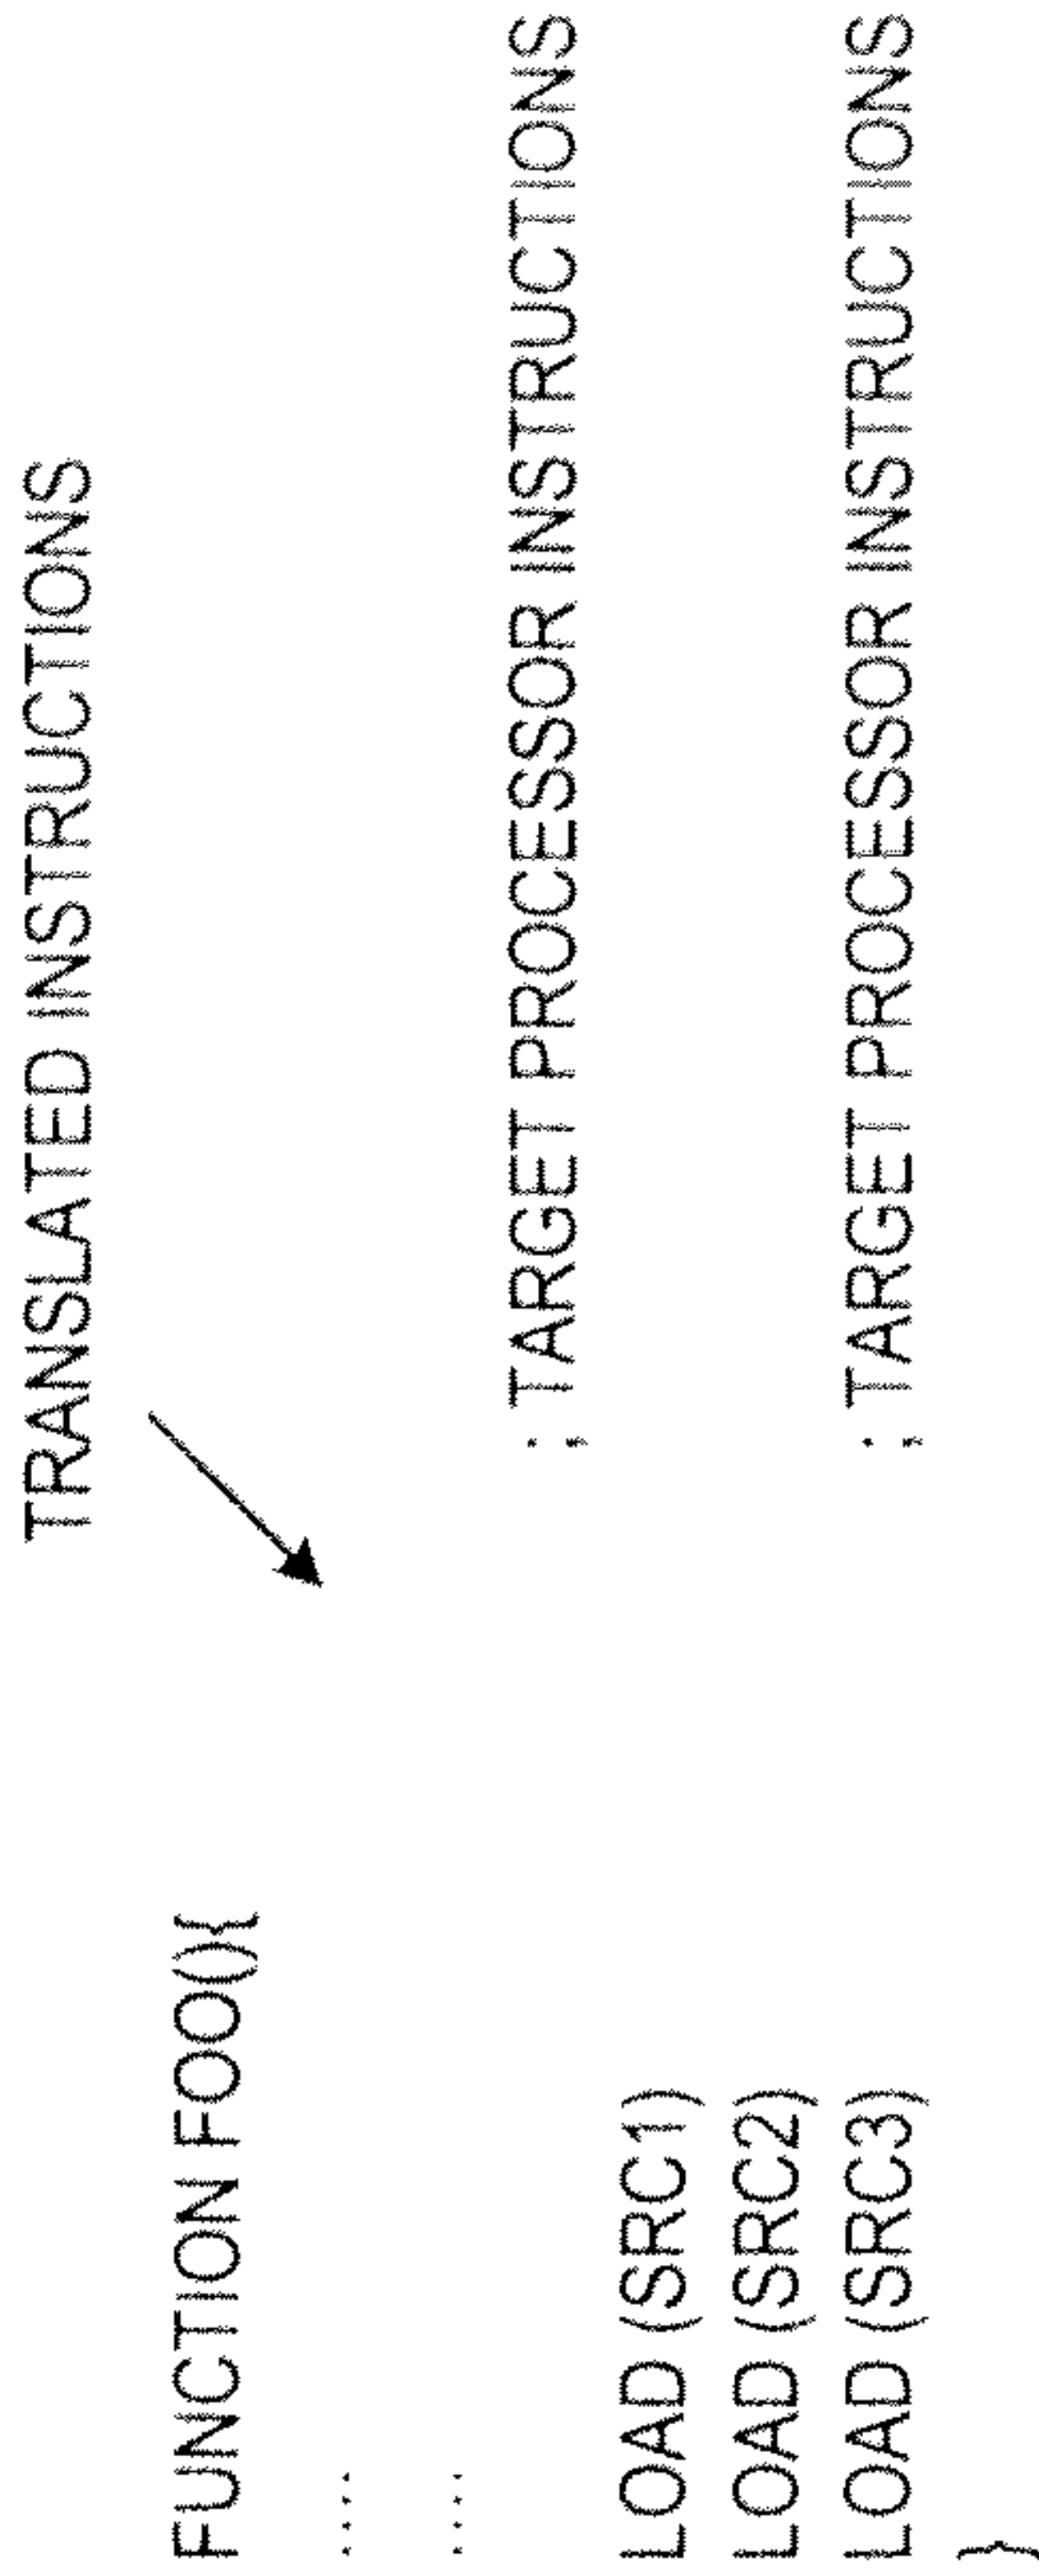 TRANSLATED INSTRUCTIONS
FUNCTION FOO(){
....
....
; TARGET PROCESSOR INSTRUCTIONS
LOAD (SRC1)
LOAD (SRC2)
LOAD (SRC3) ; TARGET PROCESSOR INSTRUCTIONS
}